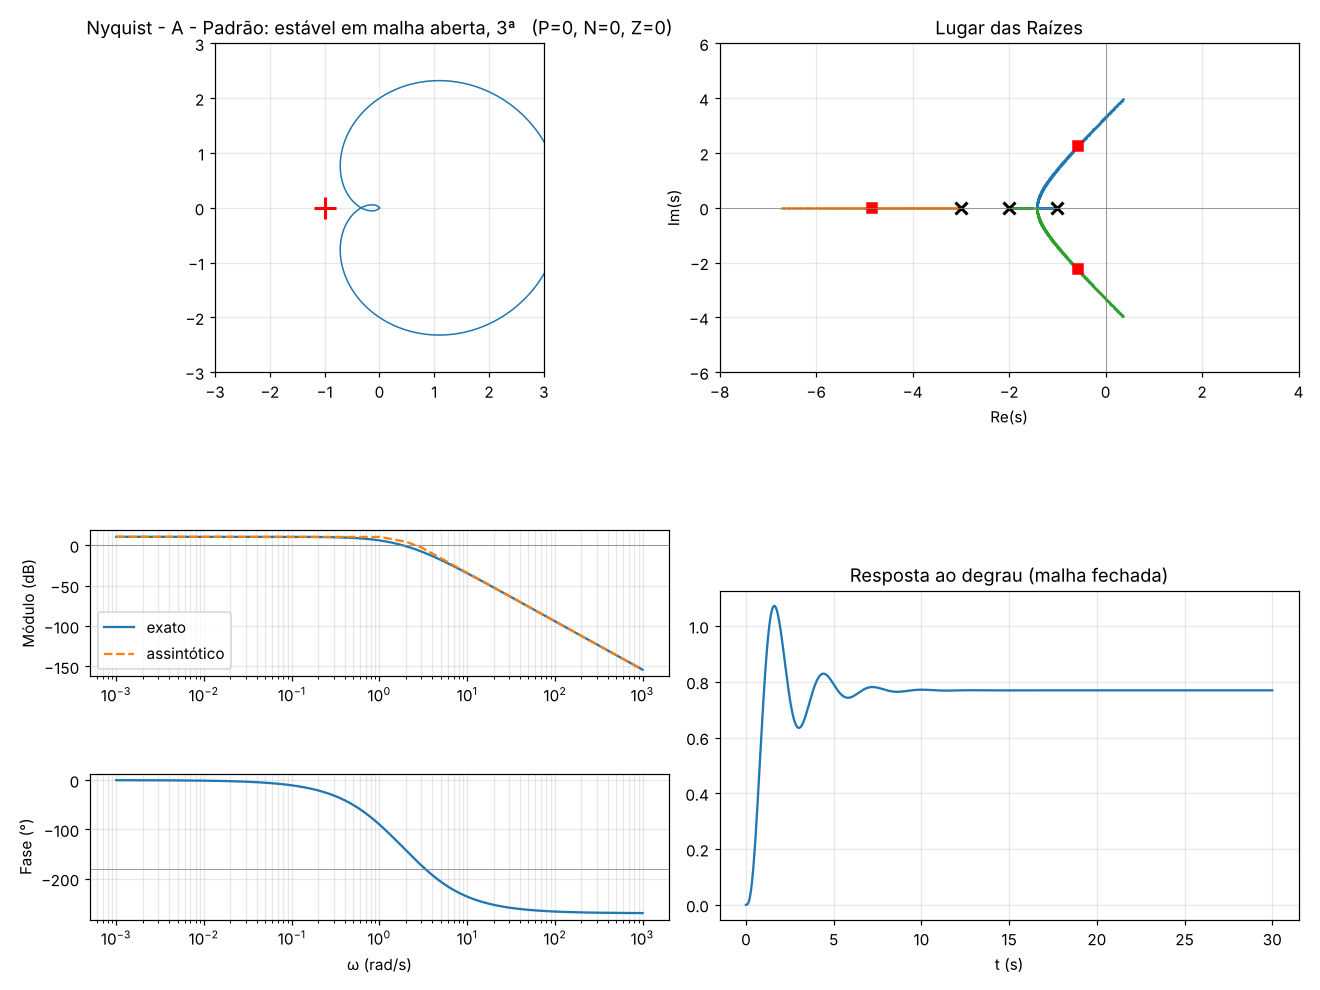 Nyquist - A - Padrão: estável em malha aberta, 3ª (P=0, N=0, Z=0)
3
2
1
0
−1
−2
−3
−3 −2 −1 0 1 2 3
Lugar das Raízes
Im(s)
6
4
2
0
−2
−4
−6
−8 −6 −4 −2 0 2 4
Re(s)
Módulo (dB)
0
−50
−100
−150
exato
assintótico
10⁻³ 10⁻² 10⁻¹ 10⁰ 10¹ 10² 10³
Fase (°)
0
−100
−200
10⁻³ 10⁻² 10⁻¹ 10⁰ 10¹ 10² 10³
ω (rad/s)
Resposta ao degrau (malha fechada)
1.0
0.8
0.6
0.4
0.2
0.0
0 5 10 15 20 25 30
t (s)